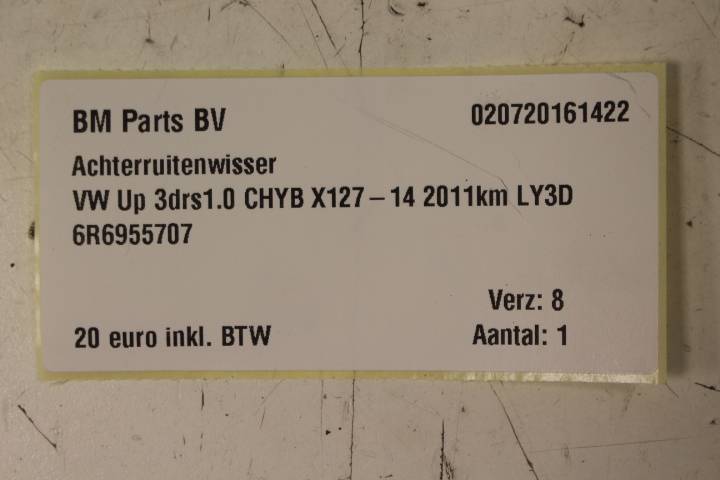 BM Parts BV 020720161422
Achterruitenwisser
VW Up 3drs1.0 CHYB X127 – 14 2011km LY3D
6R6955707
Verz: 8
20 euro inkl. BTW Aantal: 1